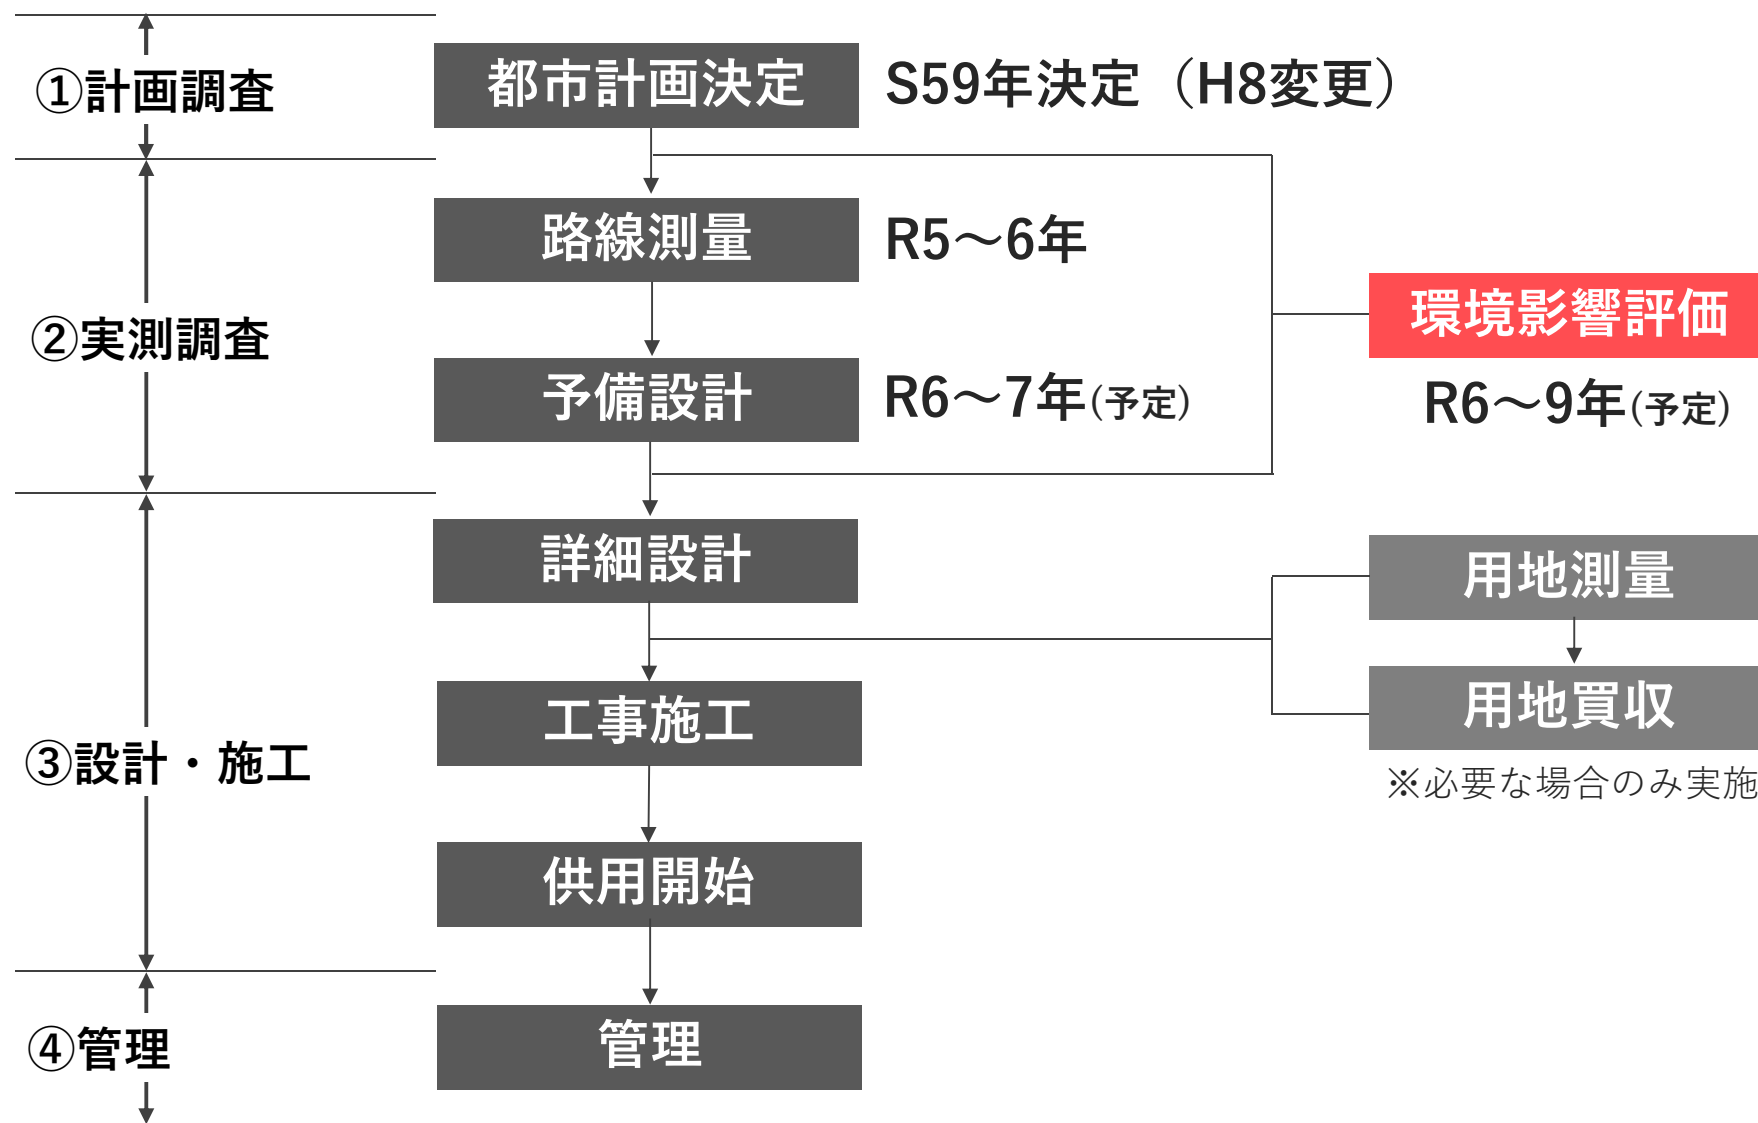 ①計画調査
都市計画決定
S59年決定（H8変更）
路線測量
R5～6年
環境影響評価
R6～9年(予定)
②実測調査
予備設計
R6～7年(予定)
詳細設計
用地測量
用地買収
※必要な場合のみ実施
工事施工
③設計・施工
供用開始
④管理
管理